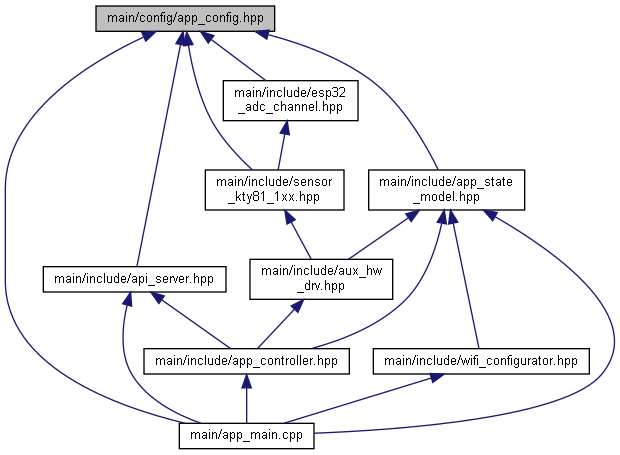 main/config/app_config.hpp
main/include/esp32
_adc_channel.hpp
main/include/sensor
_kty81_1xx.hpp
main/include/app_state
_model.hpp
main/include/api_server.hpp
main/include/aux_hw
_drv.hpp
main/include/app_controller.hpp
main/include/wifi_configurator.hpp
main/app_main.cpp